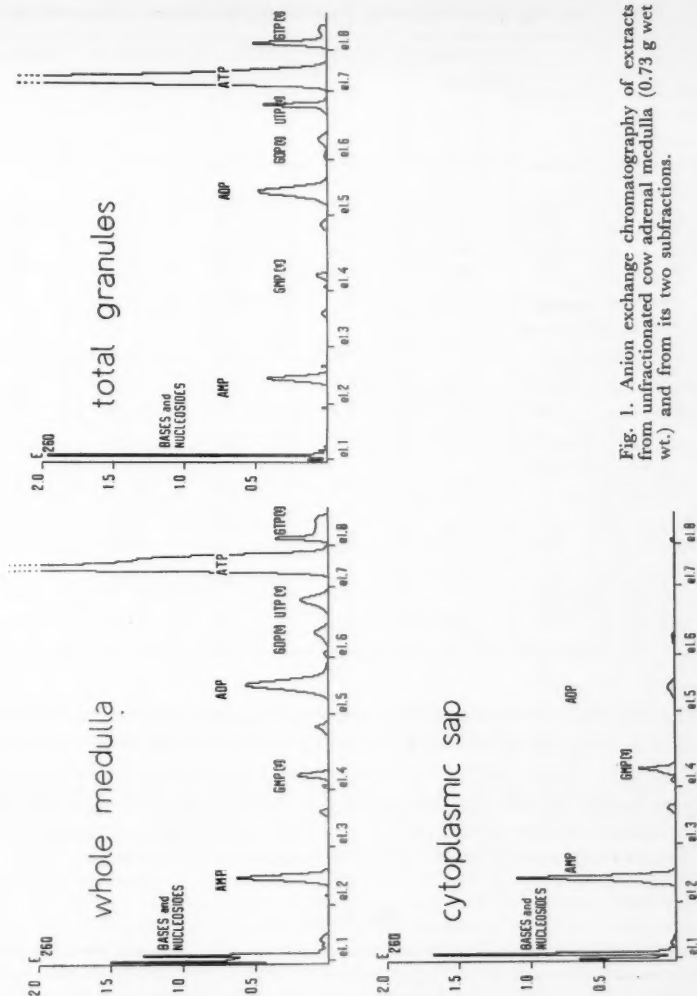 whole medulla
2.0 E 260
1.5
1.0
0.5
BASES and
NUCLEOSIDES
AMP
GMP(?)
ADP
GDP(?)
UTP(?)
ATP
GTP(?)
el.1 el.2 el.3 el.4 el.5 el.6 el.7 el.8
total granules
2.0 E 260
1.5
1.0
0.5
BASES and
NUCLEOSIDES
AMP
GMP(?)
ADP
GDP(?)
UTP(?)
ATP
GTP(?)
el.1 el.2 el.3 el.4 el.5 el.6 el.7 el.8
cytoplasmic sap
2.0 E 260
1.5
1.0
0.5
BASES and
NUCLEOSIDES
AMP
GMP(?)
ADP
el.1 el.2 el.3 el.4 el.5 el.6 el.7 el.8
Fig. 1. Anion exchange chromatography of extracts
from unfractionated cow adrenal medulla (0.73 g wet
wt.) and from its two subfractions.